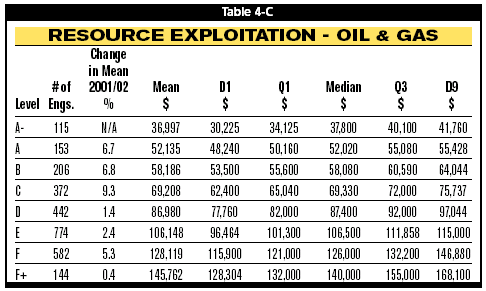 Table 4-C
RESOURCE EXPLOITATION - OIL & GAS
Change
in Mean
# of 2001/02 Mean D1 Q1 Median Q3 D9
Level Engs. % $ $ $ $ $ $
A- 115 N/A 36,997 30,225 34,125 37,800 40,100 41,760
A 153 6.7 52,135 48,240 50,160 52,020 55,080 55,428
B 206 6.8 58,186 53,500 55,600 58,080 60,590 64,044
C 372 9.3 69,208 62,400 65,040 69,330 72,000 75,737
D 442 1.4 86,980 77,760 82,000 87,400 92,000 97,044
E 774 2.4 106,148 96,464 101,300 106,500 111,858 115,000
F 582 5.3 128,119 115,900 121,000 126,000 132,200 146,880
F+ 144 0.4 145,762 128,304 132,000 140,000 155,000 168,100